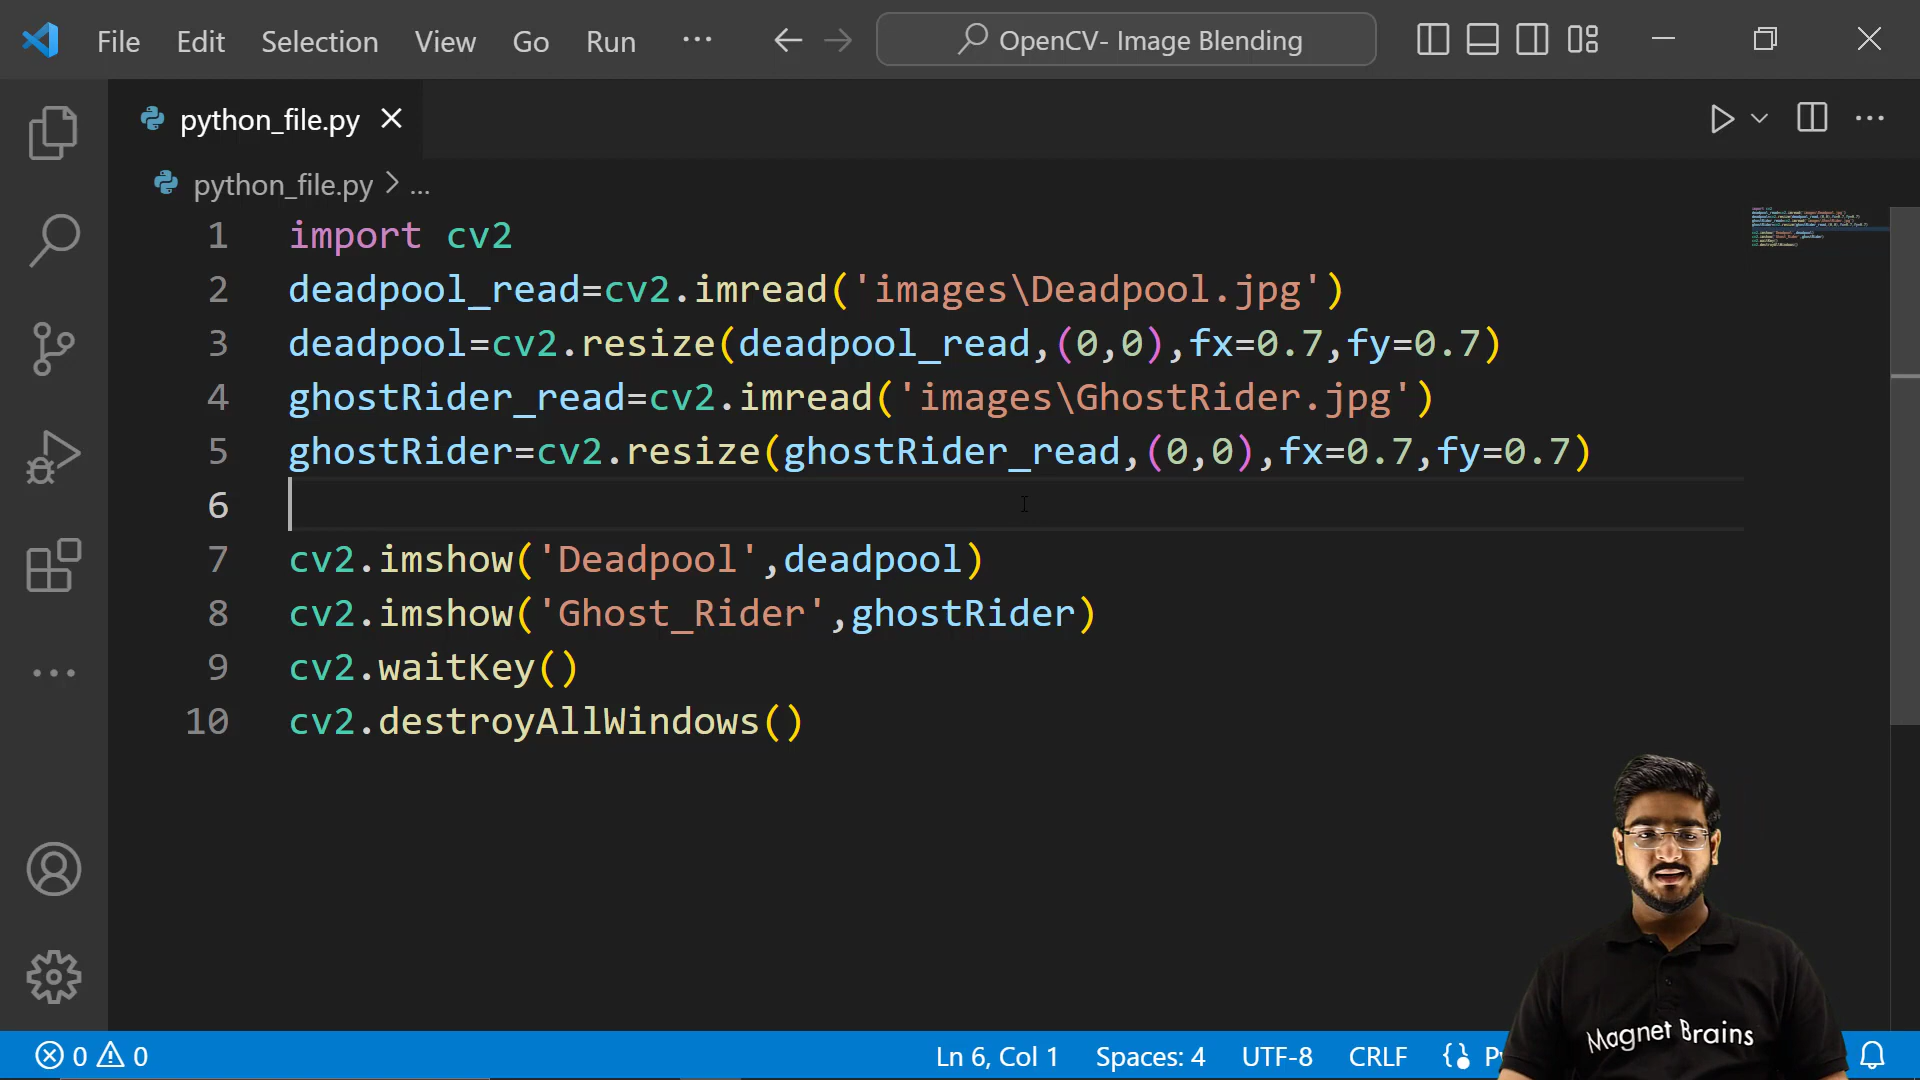 File Edit Selection View Go Run ··· OpenCV- Image Blending
python_file.py
python_file.py > ...
1 import cv2
2 deadpool_read=cv2.imread('images\Deadpool.jpg')
3 deadpool=cv2.resize(deadpool_read,(0,0),fx=0.7,fy=0.7)
4 ghostRider_read=cv2.imread('images\GhostRider.jpg')
5 ghostRider=cv2.resize(ghostRider_read,(0,0),fx=0.7,fy=0.7)
6
7 cv2.imshow('Deadpool',deadpool)
8 cv2.imshow('Ghost_Rider',ghostRider)
9 cv2.waitKey()
10 cv2.destroyAllWindows()
Magnet Brains
0 0 Ln 6, Col 1 Spaces: 4 UTF-8 CRLF